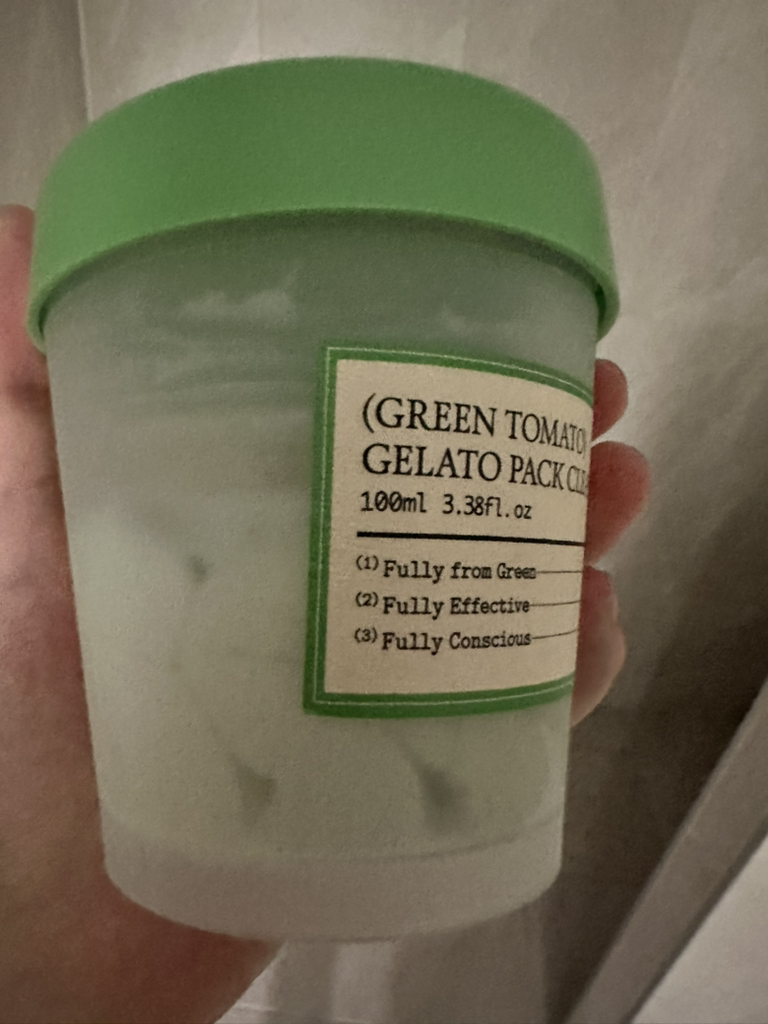 (GREEN TOMATO
GELATO PACK
100ml 3.38fl.oz
(1) Fully from Green
(2) Fully Effective
(3) Fully Conscious